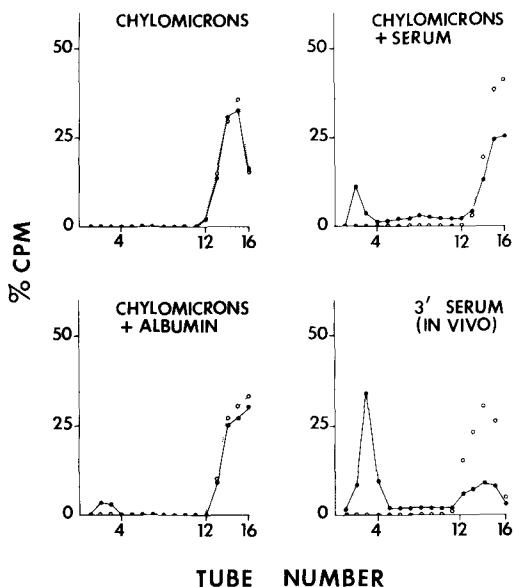 CHYLOMICRONS
50
25
0
4
12
16
CHYLOMICRONS
+ SERUM
50
25
0
4
12
16
% CPM
CHYLOMICRONS
+ ALBUMIN
50
25
0
4
12
16
3' SERUM
(IN VIVO)
50
25
0
4
12
16
TUBE NUMBER